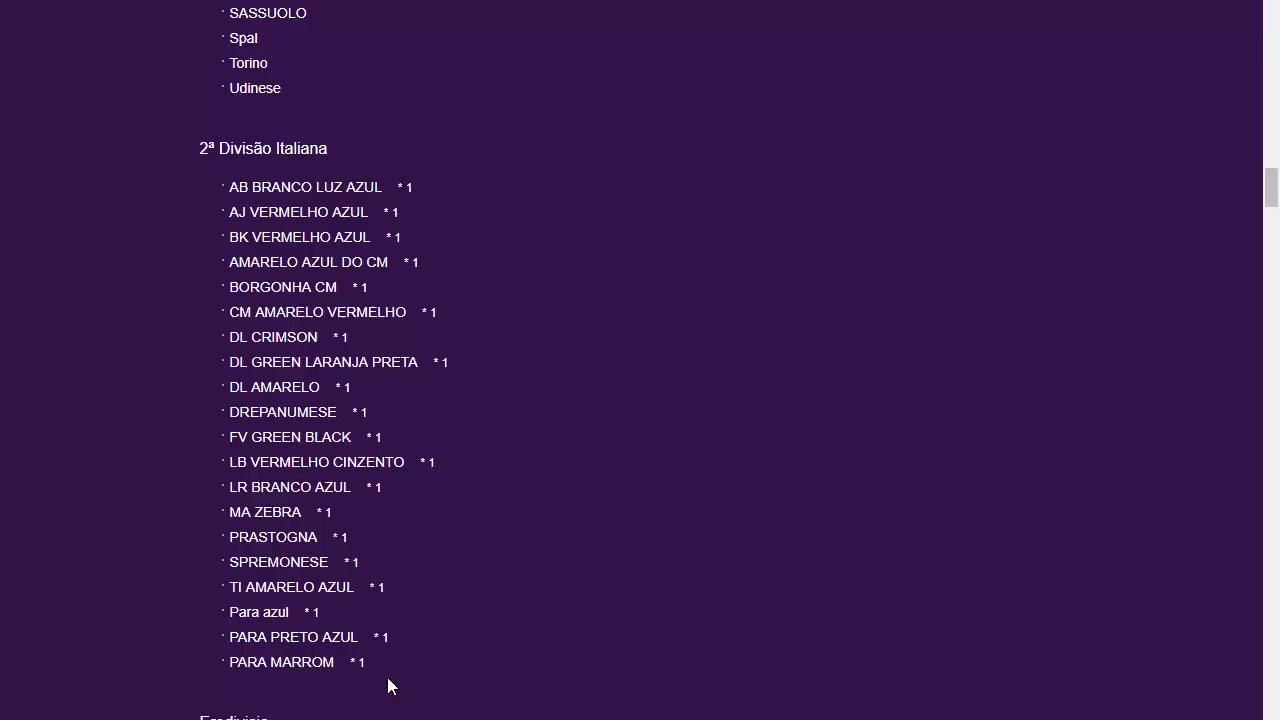 SASSUOLO
Spal
Torino
Udinese
2ª Divisão Italiana
AB BRANCO LUZ AZUL * 1
AJ VERMELHO AZUL * 1
BK VERMELHO AZUL * 1
AMARELO AZUL DO CM * 1
BORGONHA CM * 1
CM AMARELO VERMELHO * 1
DL CRIMSON * 1
DL GREEN LARANJA PRETA * 1
DL AMARELO * 1
DREPANUMESE * 1
FV GREEN BLACK * 1
LB VERMELHO CINZENTO * 1
LR BRANCO AZUL * 1
MA ZEBRA * 1
PRASTOGNA * 1
SPREMONESE * 1
TI AMARELO AZUL * 1
Para azul * 1
PARA PRETO AZUL * 1
PARA MARROM * 1